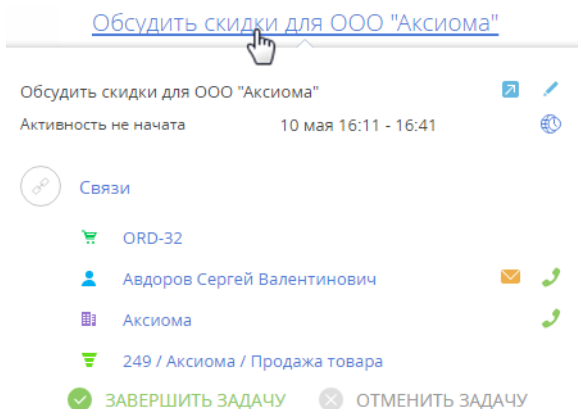 Обсудить скидки для ООО "Аксиома"
Обсудить скидки для ООО "Аксиома"
Активность не начата 10 мая 16:11 - 16:41
Связи
ORD-32
Авдоров Сергей Валентинович
Аксиома
249 / Аксиома / Продажа товара
ЗАВЕРШИТЬ ЗАДАЧУ ОТМЕНИТЬ ЗАДАЧУ